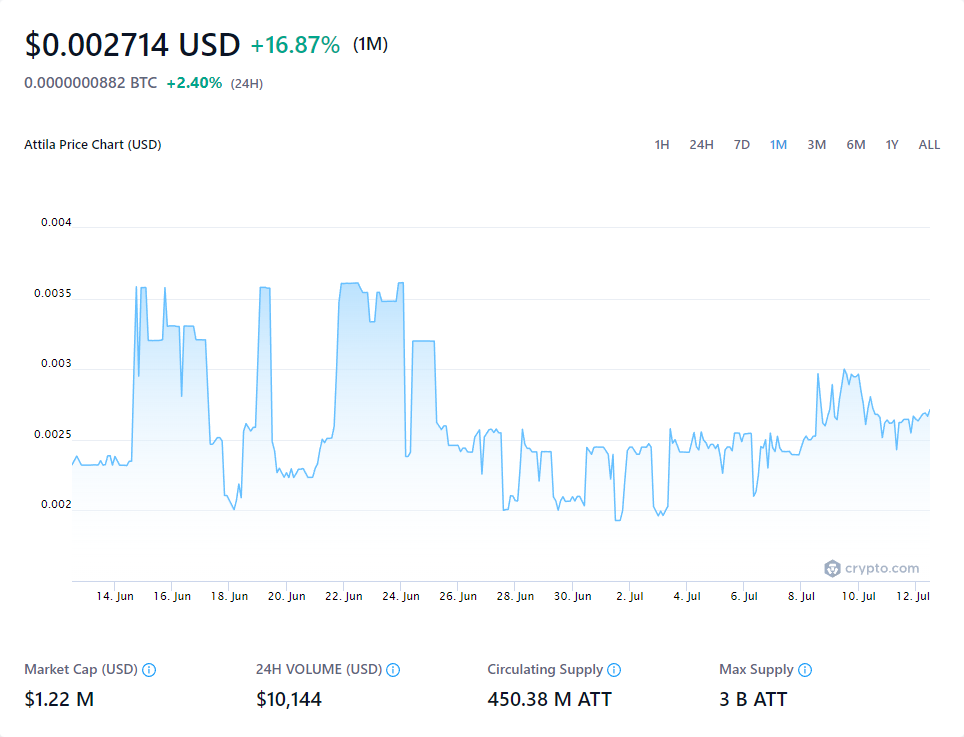 $0.002714 USD +16.87% (1M)
0.0000000882 BTC +2.40% (24H)
Attila Price Chart (USD) 1H 24H 7D 1M 3M 6M 1Y ALL
0.004
0.0035
0.003
0.0025
0.002
crypto.com
14. Jun 16. Jun 18. Jun 20. Jun 22. Jun 24. Jun 26. Jun 28. Jun 30. Jun 2. Jul 4. Jul 6. Jul 8. Jul 10. Jul 12. Jul
Market Cap (USD) 24H VOLUME (USD) Circulating Supply Max Supply
$1.22 M $10,144 450.38 M ATT 3 B ATT